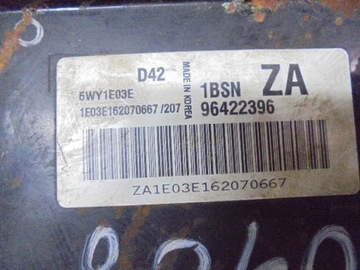 D42
MADE IN KOREA
1BSN
ZA
5WY1E03E
1E03E162070667 /207
96422396
ZA1E03E162070667